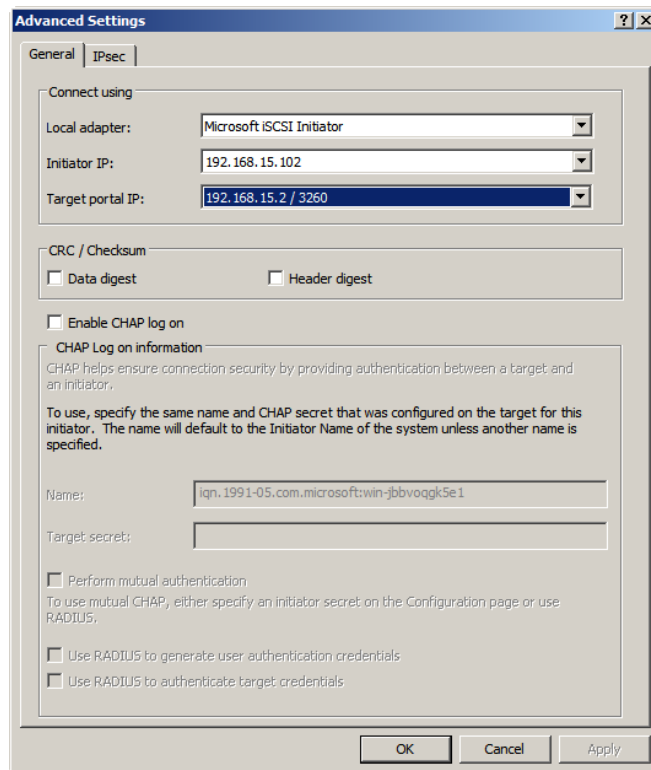 Advanced Settings
General
IPsec
Connect using
Local adapter:
Microsoft iSCSI Initiator
Initiator IP:
192.168.15.102
Target portal IP:
192.168.15.2 / 3260
CRC / Checksum
Data digest
Header digest
Enable CHAP log on
CHAP Log on information
CHAP helps ensure connection security by providing authentication between a target and
an initiator.
To use, specify the same name and CHAP secret that was configured on the target for this
initiator. The name will default to the Initiator Name of the system unless another name is
specified.
Name:
iqn.1991-05.com.microsoft:win-jbbvoqgk5e1
Target secret:
Perform mutual authentication
To use mutual CHAP, either specify an initiator secret on the Configuration page or use
RADIUS.
Use RADIUS to generate user authentication credentials
Use RADIUS to authenticate target credentials
OK
Cancel
Apply